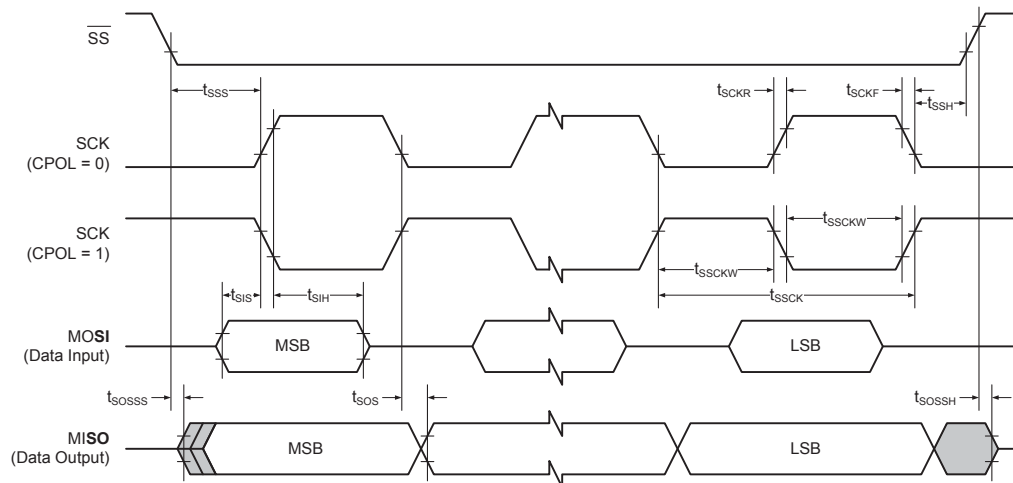 SS
tSSS
tSCKR
tSCKF
tSSH
SCK
(CPOL = 0)
SCK
(CPOL = 1)
tSSCKW
tSSCKW
tSIS
tSIH
tSSCK
MOSI
(Data Input)
MSB
LSB
tSOSSS
tSOS
tSOSSH
MISO
(Data Output)
MSB
LSB